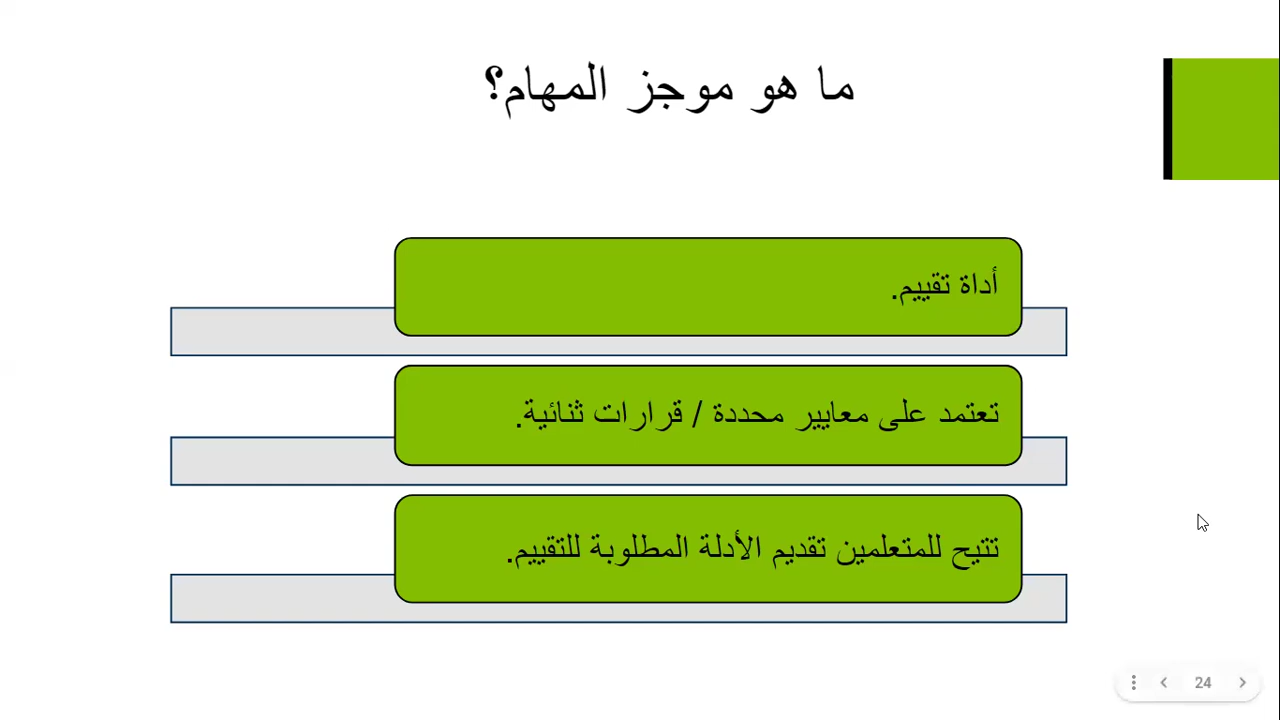 ما هو موجز المهام؟
أداة تقييم.
تعتمد على معايير محددة / قرارات ثنائية.
تتيح للمتعلمين تقديم الأدلة المطلوبة للتقييم.
24